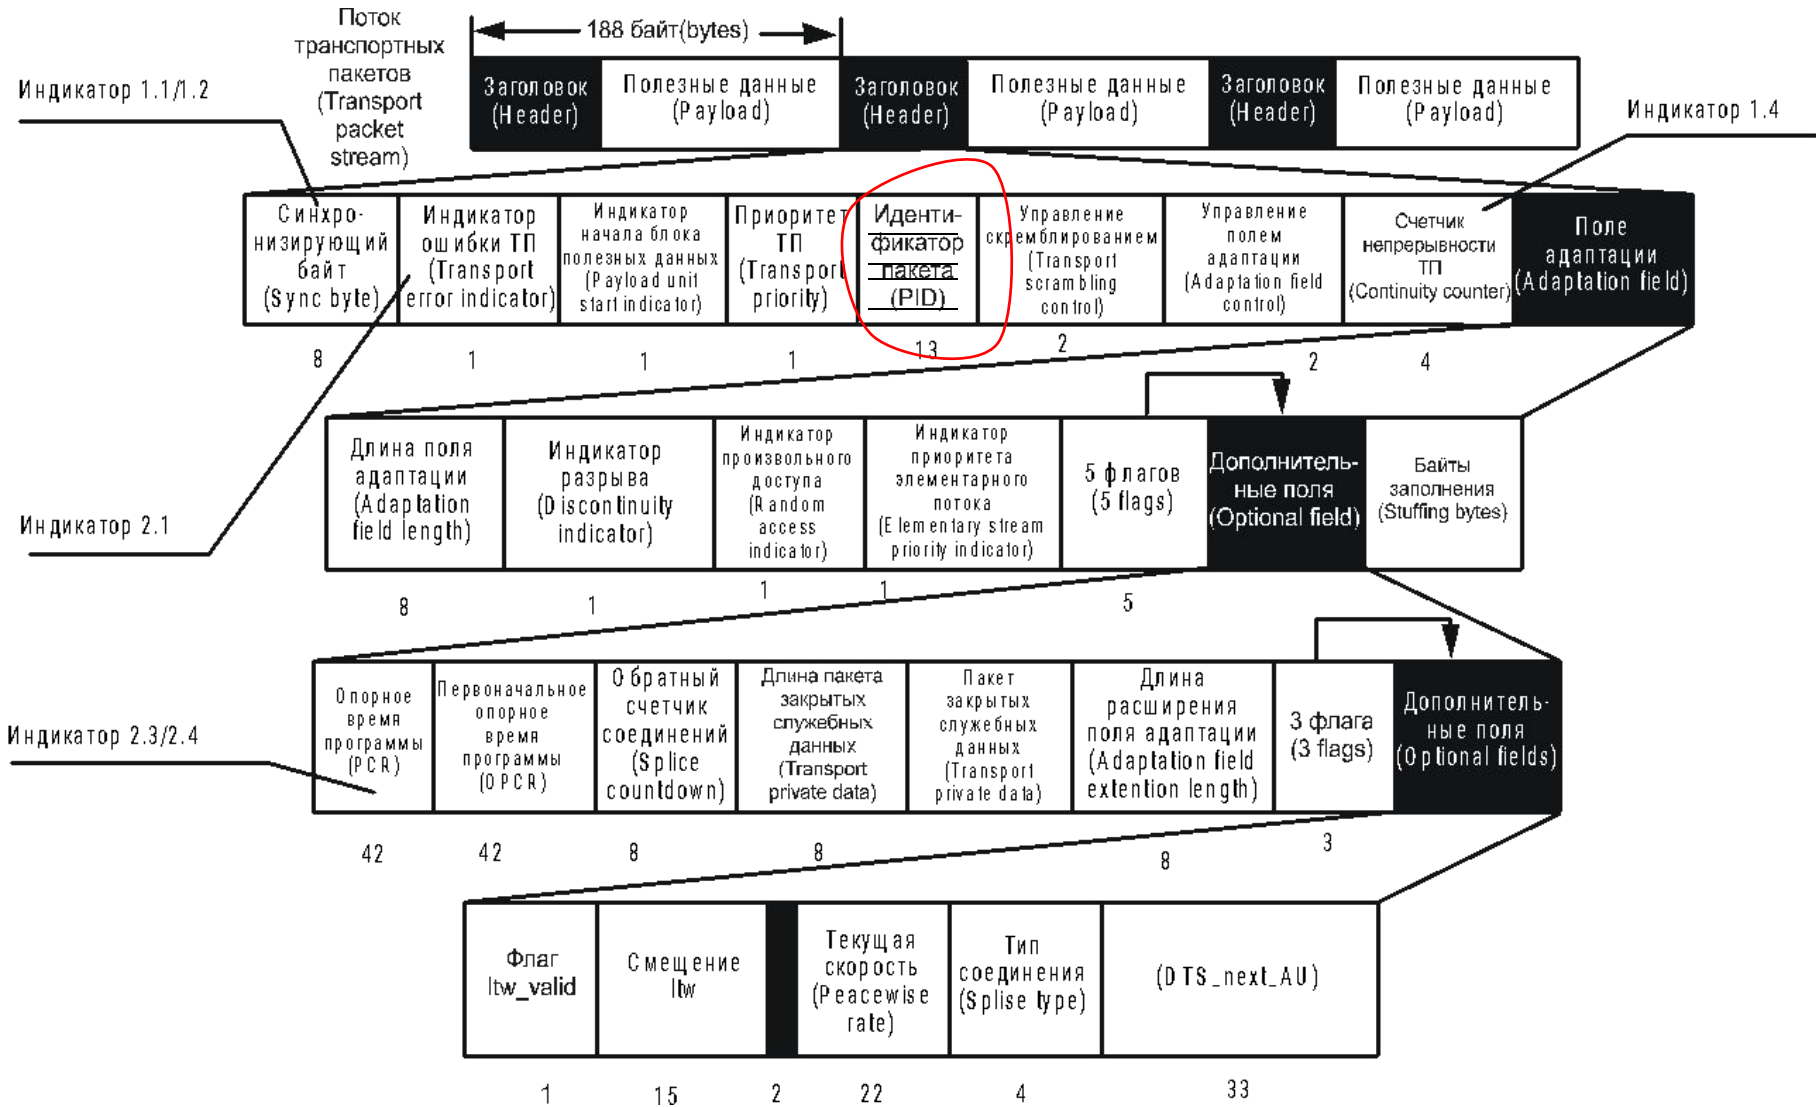 Поток
транспортных
пакетов
(Transport
packet
stream)
188 байт(bytes)
Заголовок
(Header)
Полезные данные
(Payload)
Заголовок
(Header)
Полезные данные
(Payload)
Заголовок
(Header)
Полезные данные
(Payload)
Индикатор 1.1/1.2
Индикатор 1.4
Синхро-
низирующий
байт
(Sync byte)
Индикатор
ошибки ТП
(Transport
error indicator)
Индикатор
начала блока
полезных данных
(Payload unit
start indicator)
Приоритет
ТП
(Transport
priority)
Иденти-
фикатор
пакета
(PID)
Управление
скремблированием
(Transport
scrambling
control)
Управление
полем
адаптации
(Adaptation field
control)
Счетчик
непрерывности
ТП
(Continuity counter)
Поле
адаптации
(Adaptation field)
8
1
1
1
13
2
2
4
Индикатор 2.1
Длина поля
адаптации
(Adaptation
field length)
Индикатор
разрыва
(Discontinuity
indicator)
Индикатор
произвольного
доступа
(Random
access
indicator)
Индикатор
приоритета
элементарного
потока
(Elementary stream
priority indicator)
5 флагов
(5 flags)
Дополнитель-
ные поля
(Optional field)
Байты
заполнения
(Stuffing bytes)
8
1
1
1
5
Индикатор 2.3/2.4
Опорное
время
программы
(PCR)
Первоначальное
опорное
время
программы
(OPCR)
Обратный
счетчик
соединений
(Splice
countdown)
Длина пакета
закрытых
служебных
данных
(Transport
private data)
Пакет
закрытых
служебных
данных
(Transport
private data)
Длина
расширения
поля адаптации
(Adaptation field
extention length)
3 флага
(3 flags)
Дополнитель-
ные поля
(Optional fields)
42
42
8
8
8
3
Флаг
ltw_valid
Смещение
ltw
Текущая
скорость
(Peacewise
rate)
Тип
соединения
(Splise type)
(DTS_next_AU)
1
15
2
22
4
33